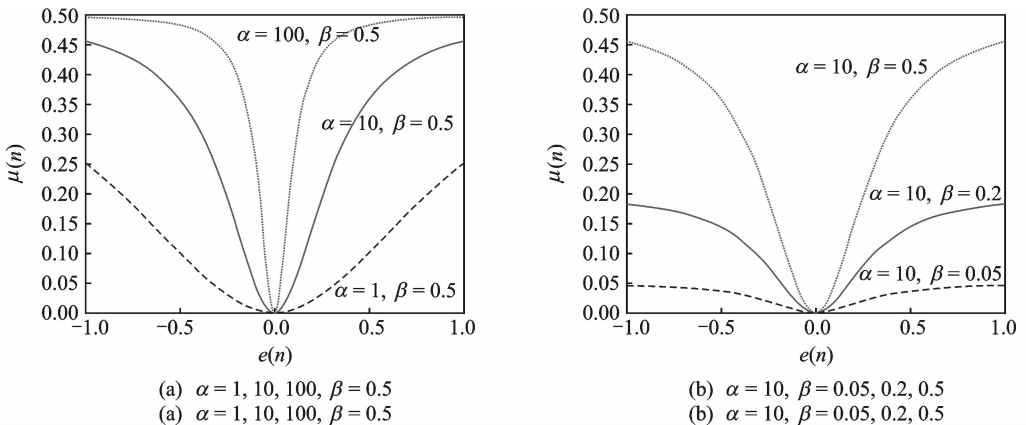 0.50
0.45
0.40
0.35
0.30
0.25
0.20
0.15
0.10
0.05
0.00
μ(n)
α = 100, β = 0.5
α = 10, β = 0.5
α = 1, β = 0.5
−1.0 −0.5 0.0 0.5 1.0
e(n)
(a) α = 1, 10, 100, β = 0.5
(a) α = 1, 10, 100, β = 0.5
0.50
0.45
0.40
0.35
0.30
0.25
0.20
0.15
0.10
0.05
0.00
μ(n)
α = 10, β = 0.5
α = 10, β = 0.2
α = 10, β = 0.05
−1.0 −0.5 0.0 0.5 1.0
e(n)
(b) α = 10, β = 0.05, 0.2, 0.5
(b) α = 10, β = 0.05, 0.2, 0.5